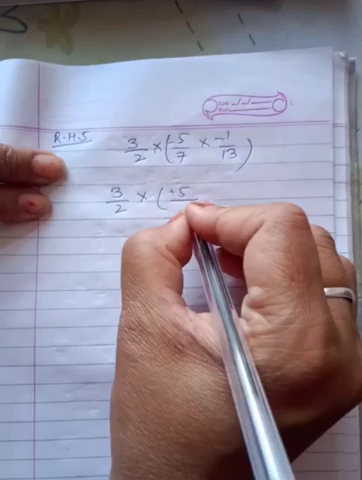 R.H.S
3/2 × (-5/7 × -1/13)
3/2 × (+5